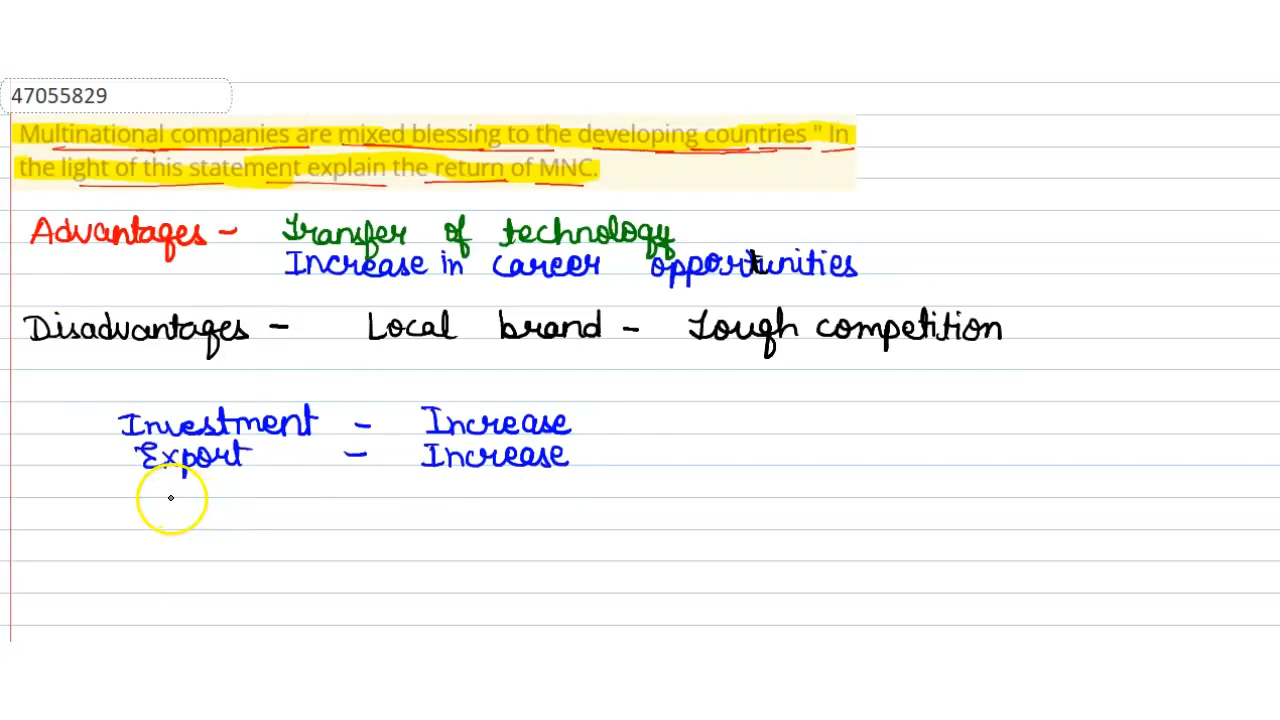 47055829
Multinational companies are mixed blessing to the developing countries " In
the light of this statement explain the return of MNC.
Advantages - Transfer of technology
Increase in career opportunities
Disadvantages - Local brand - Tough competition
Investment - Increase
Export - Increase